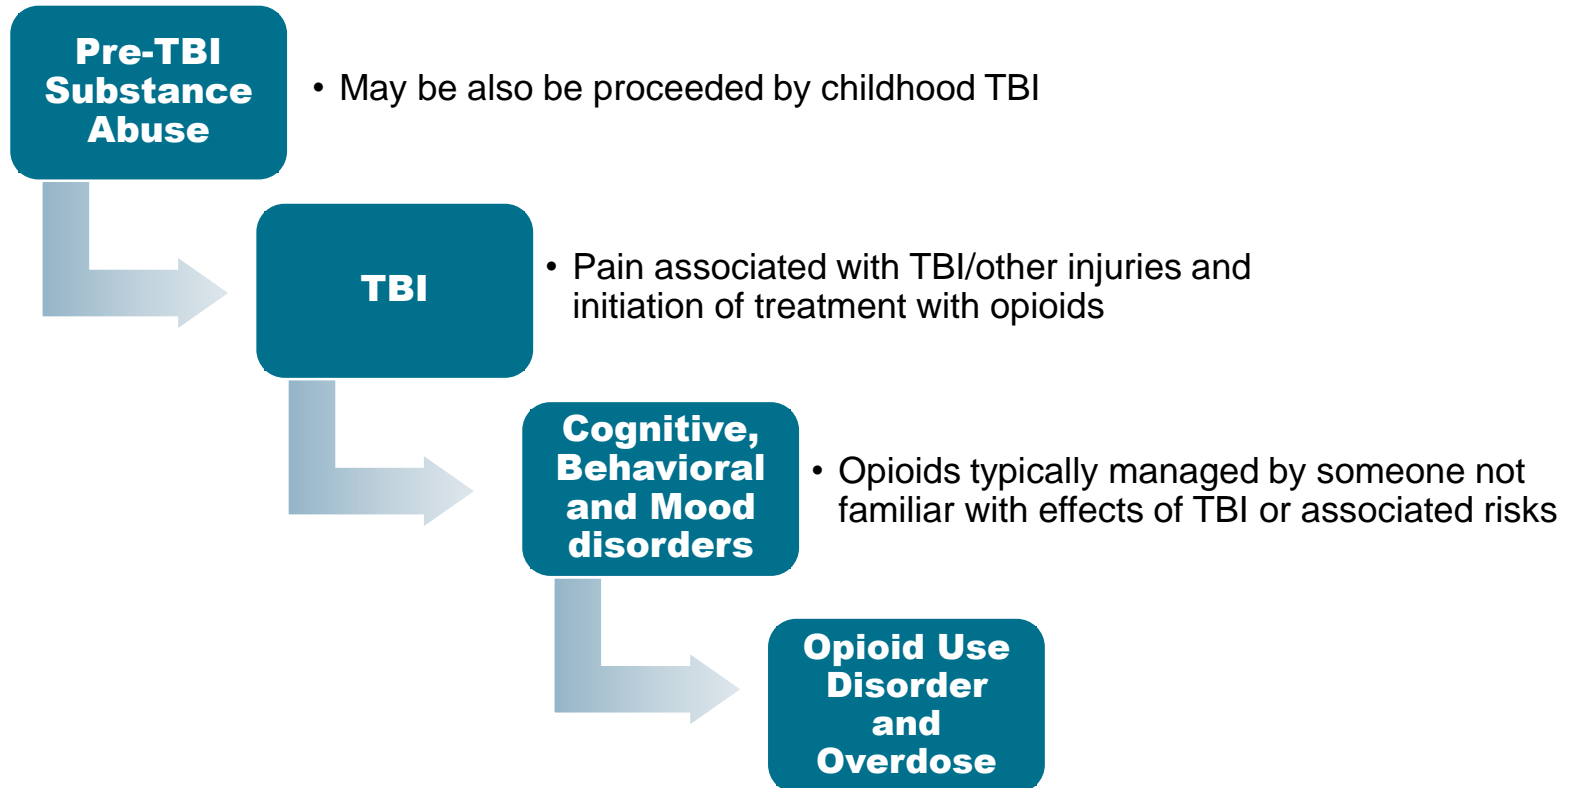 Pre-TBI
Substance
Abuse
• May be also be proceeded by childhood TBI
TBI
• Pain associated with TBI/other injuries and
initiation of treatment with opioids
Cognitive,
Behavioral
and Mood
disorders
• Opioids typically managed by someone not
familiar with effects of TBI or associated risks
Opioid Use
Disorder
and
Overdose